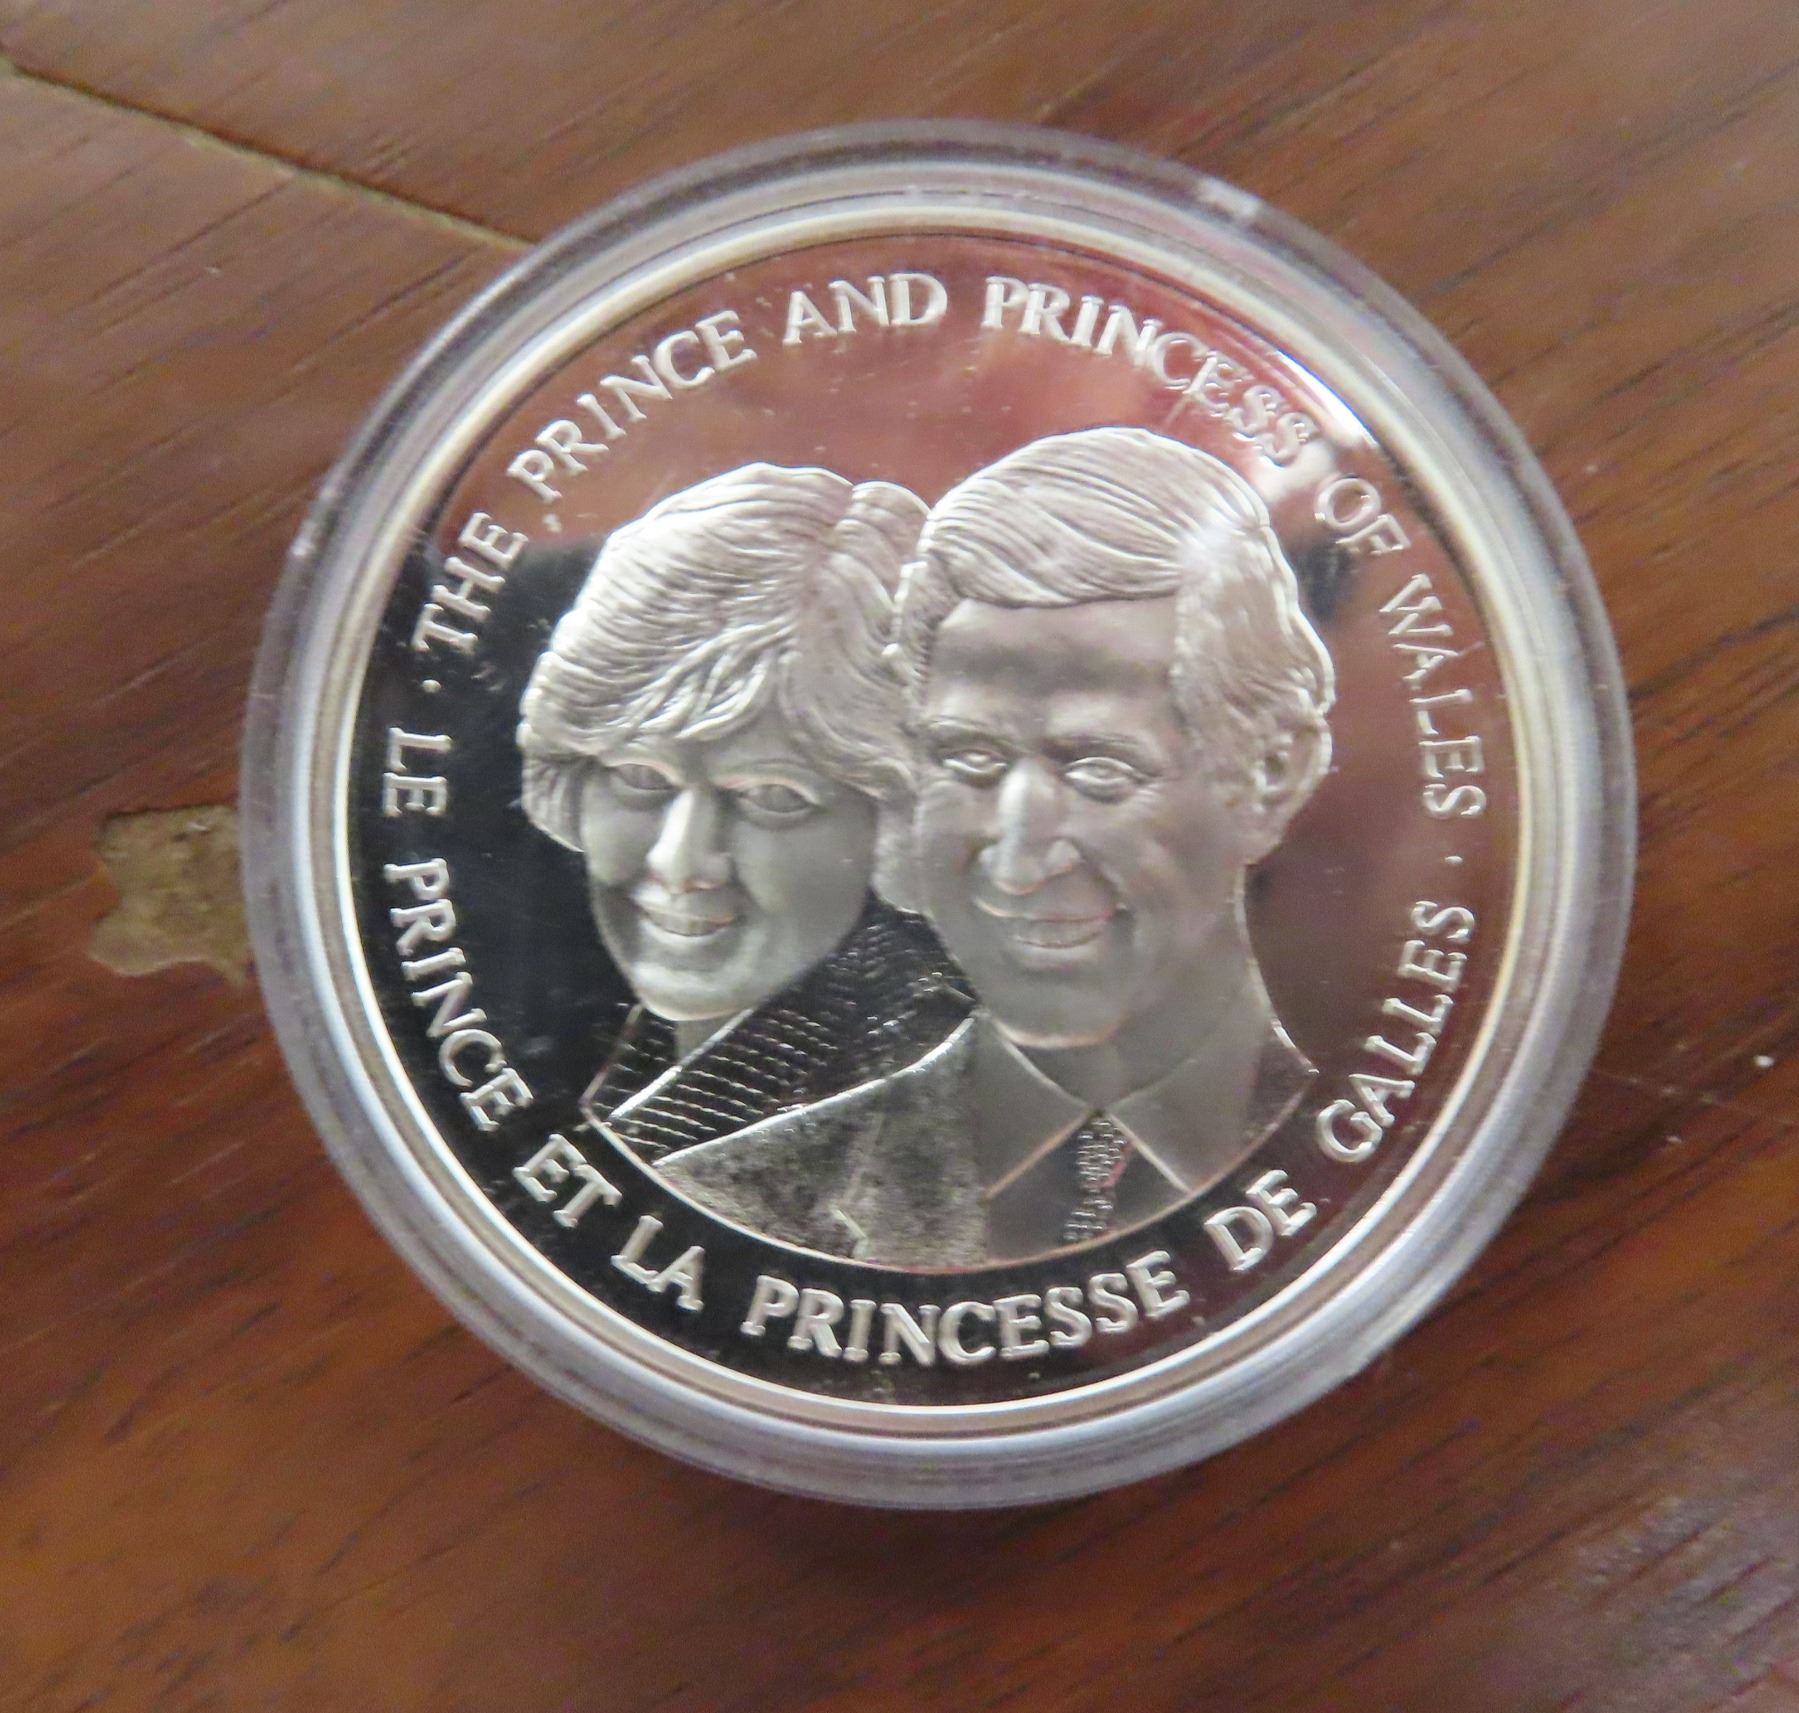 · THE PRINCE AND PRINCESS OF WALES ·
LE PRINCE ET LA PRINCESSE DE GALLES